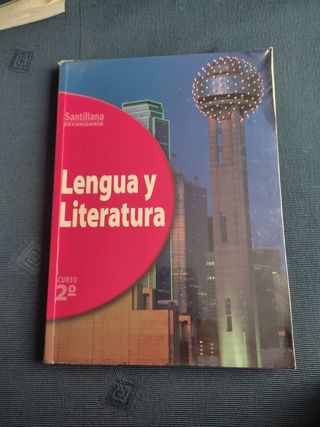 Santillana
SECUNDARIA
Lengua y
Literatura
CURSO
2º